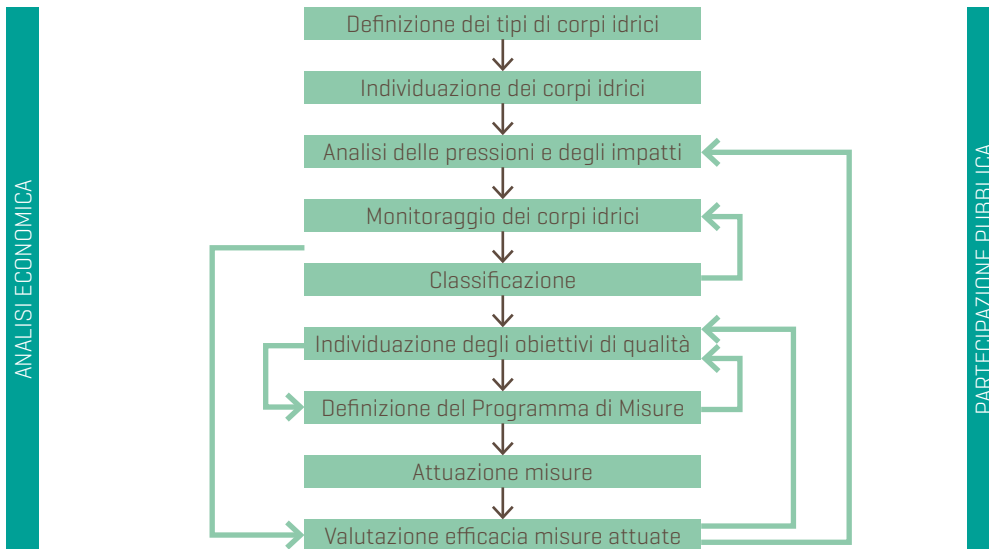 ANALISI ECONOMICA
Definizione dei tipi di corpi idrici
Individuazione dei corpi idrici
Analisi delle pressioni e degli impatti
Monitoraggio dei corpi idrici
Classificazione
Individuazione degli obiettivi di qualità
Definizione del Programma di Misure
Attuazione misure
Valutazione efficacia misure attuate
PARTECIPAZIONE PUBBLICA